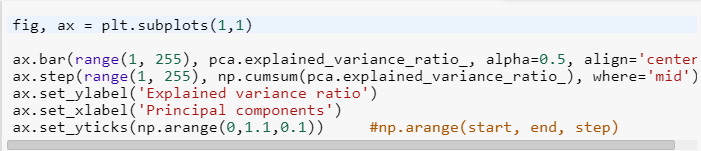 fig, ax = plt.subplots(1,1)
ax.bar(range(1, 255), pca.explained_variance_ratio_, alpha=0.5, align='center
ax.step(range(1, 255), np.cumsum(pca.explained_variance_ratio_), where='mid')
ax.set_ylabel('Explained variance ratio')
ax.set_xlabel('Principal components')
ax.set_yticks(np.arange(0,1.1,0.1))     #np.arange(start, end, step)